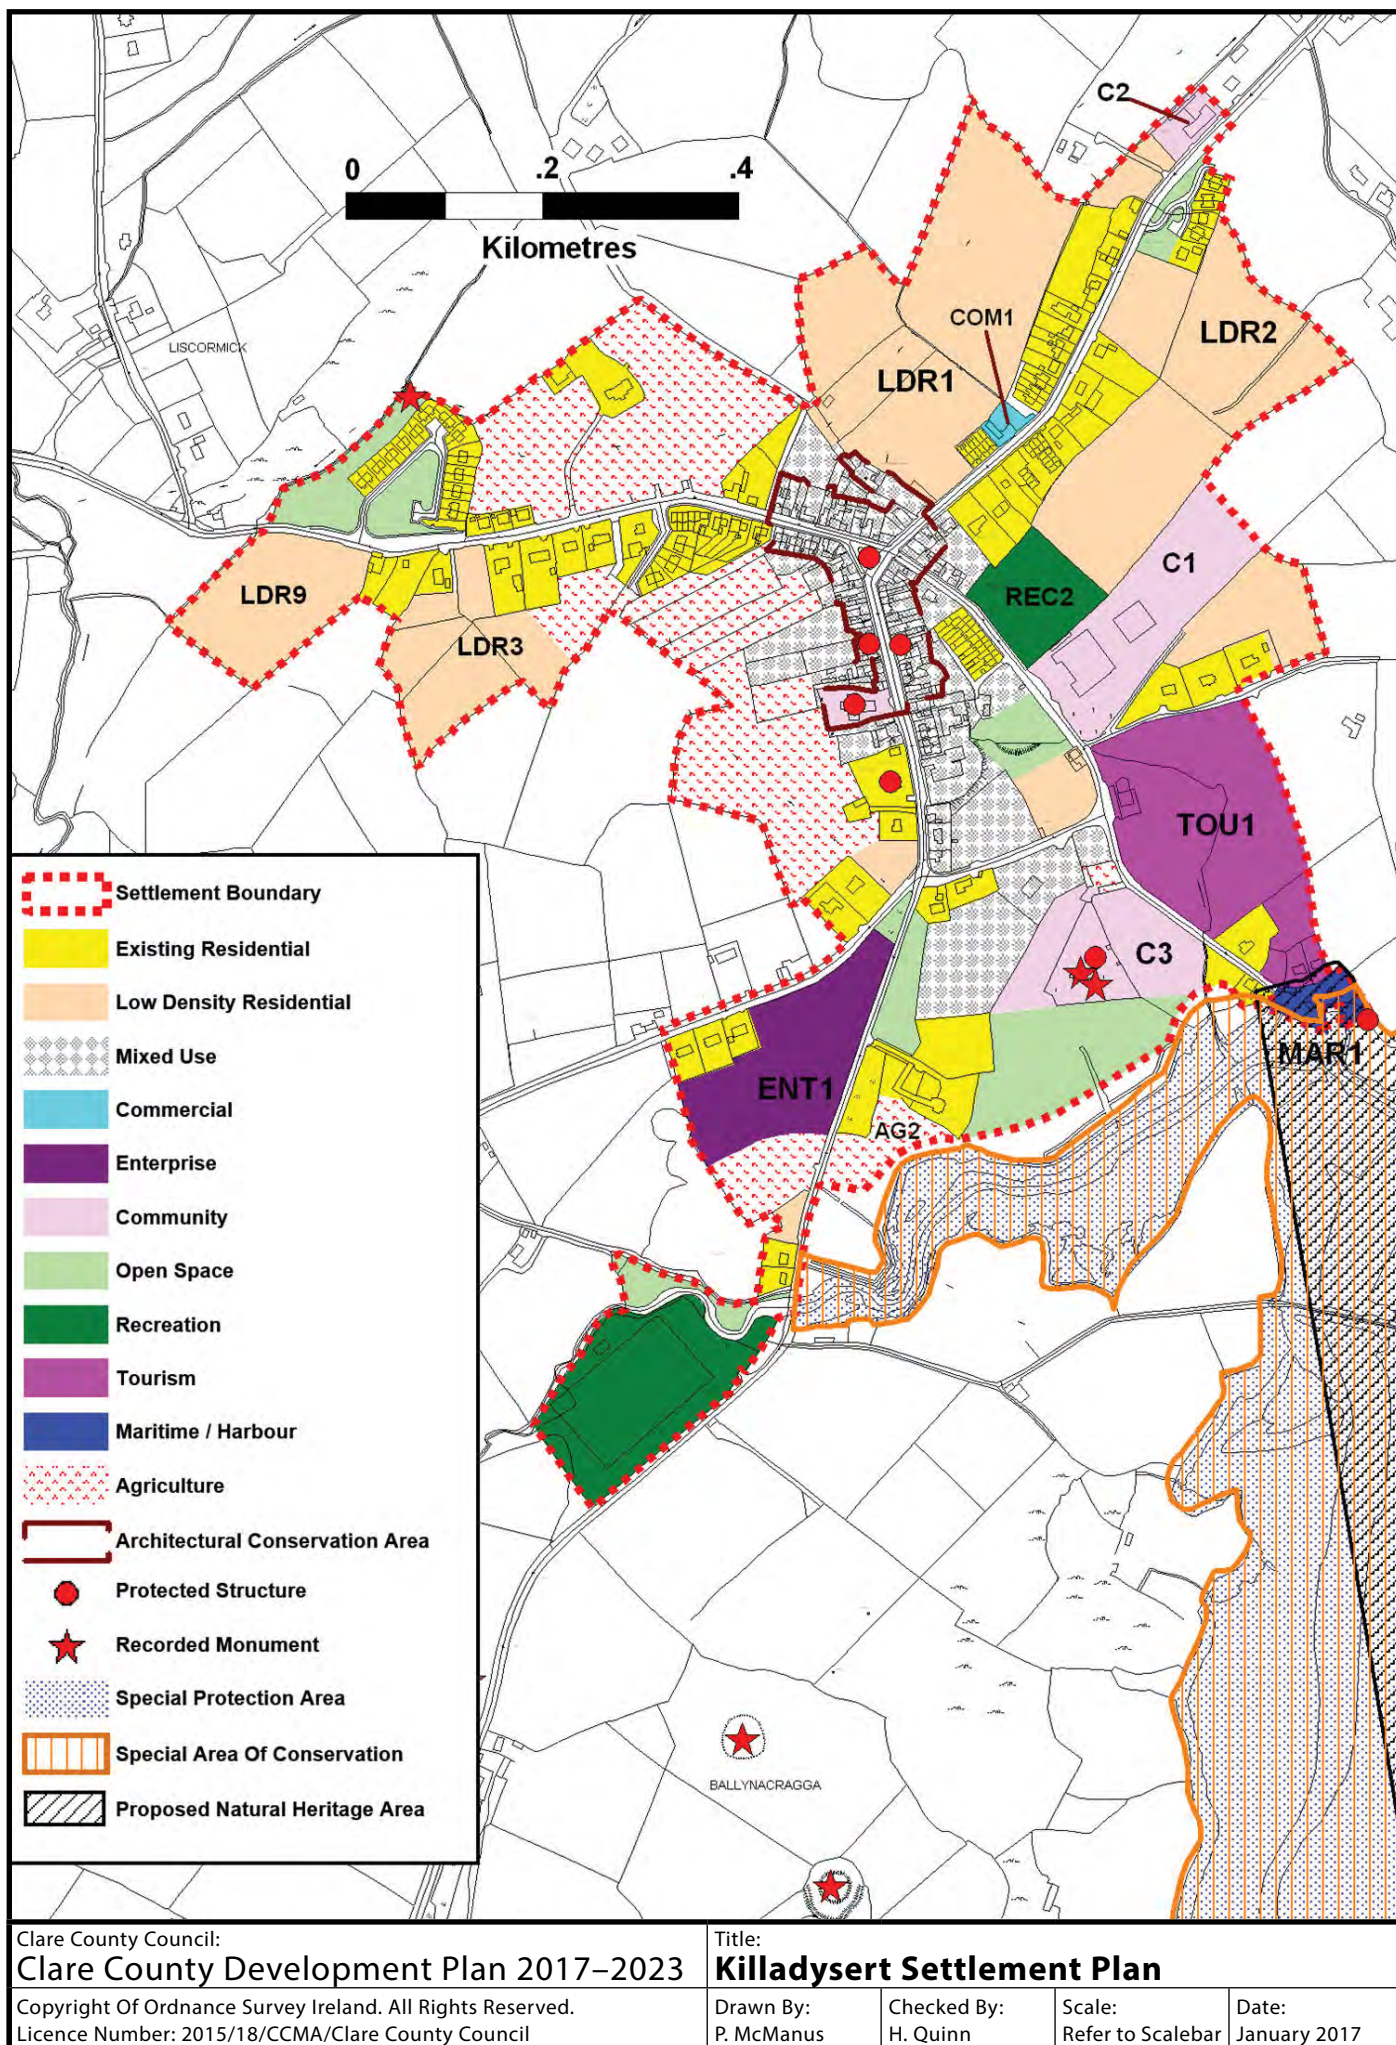 C2
0 .2 .4
Kilometres
LISCORMICK
COM1
LDR2
LDR1
C1
LDR9
REC2
LDR3
TOU1
C3
MAR1
ENT1
AG2
Settlement Boundary
Existing Residential
Low Density Residential
Mixed Use
Commercial
Enterprise
Community
Open Space
Recreation
Tourism
Maritime / Harbour
Agriculture
Architectural Conservation Area
Protected Structure
Recorded Monument
Special Protection Area
Special Area Of Conservation
Proposed Natural Heritage Area
BALLYNACRAGGA
Clare County Council:
Clare County Development Plan 2017–2023
Title:
Killadysert Settlement Plan
Copyright Of Ordnance Survey Ireland. All Rights Reserved.
Licence Number: 2015/18/CCMA/Clare County Council
Drawn By:
P. McManus
Checked By:
H. Quinn
Scale:
Refer to Scalebar
Date:
January 2017